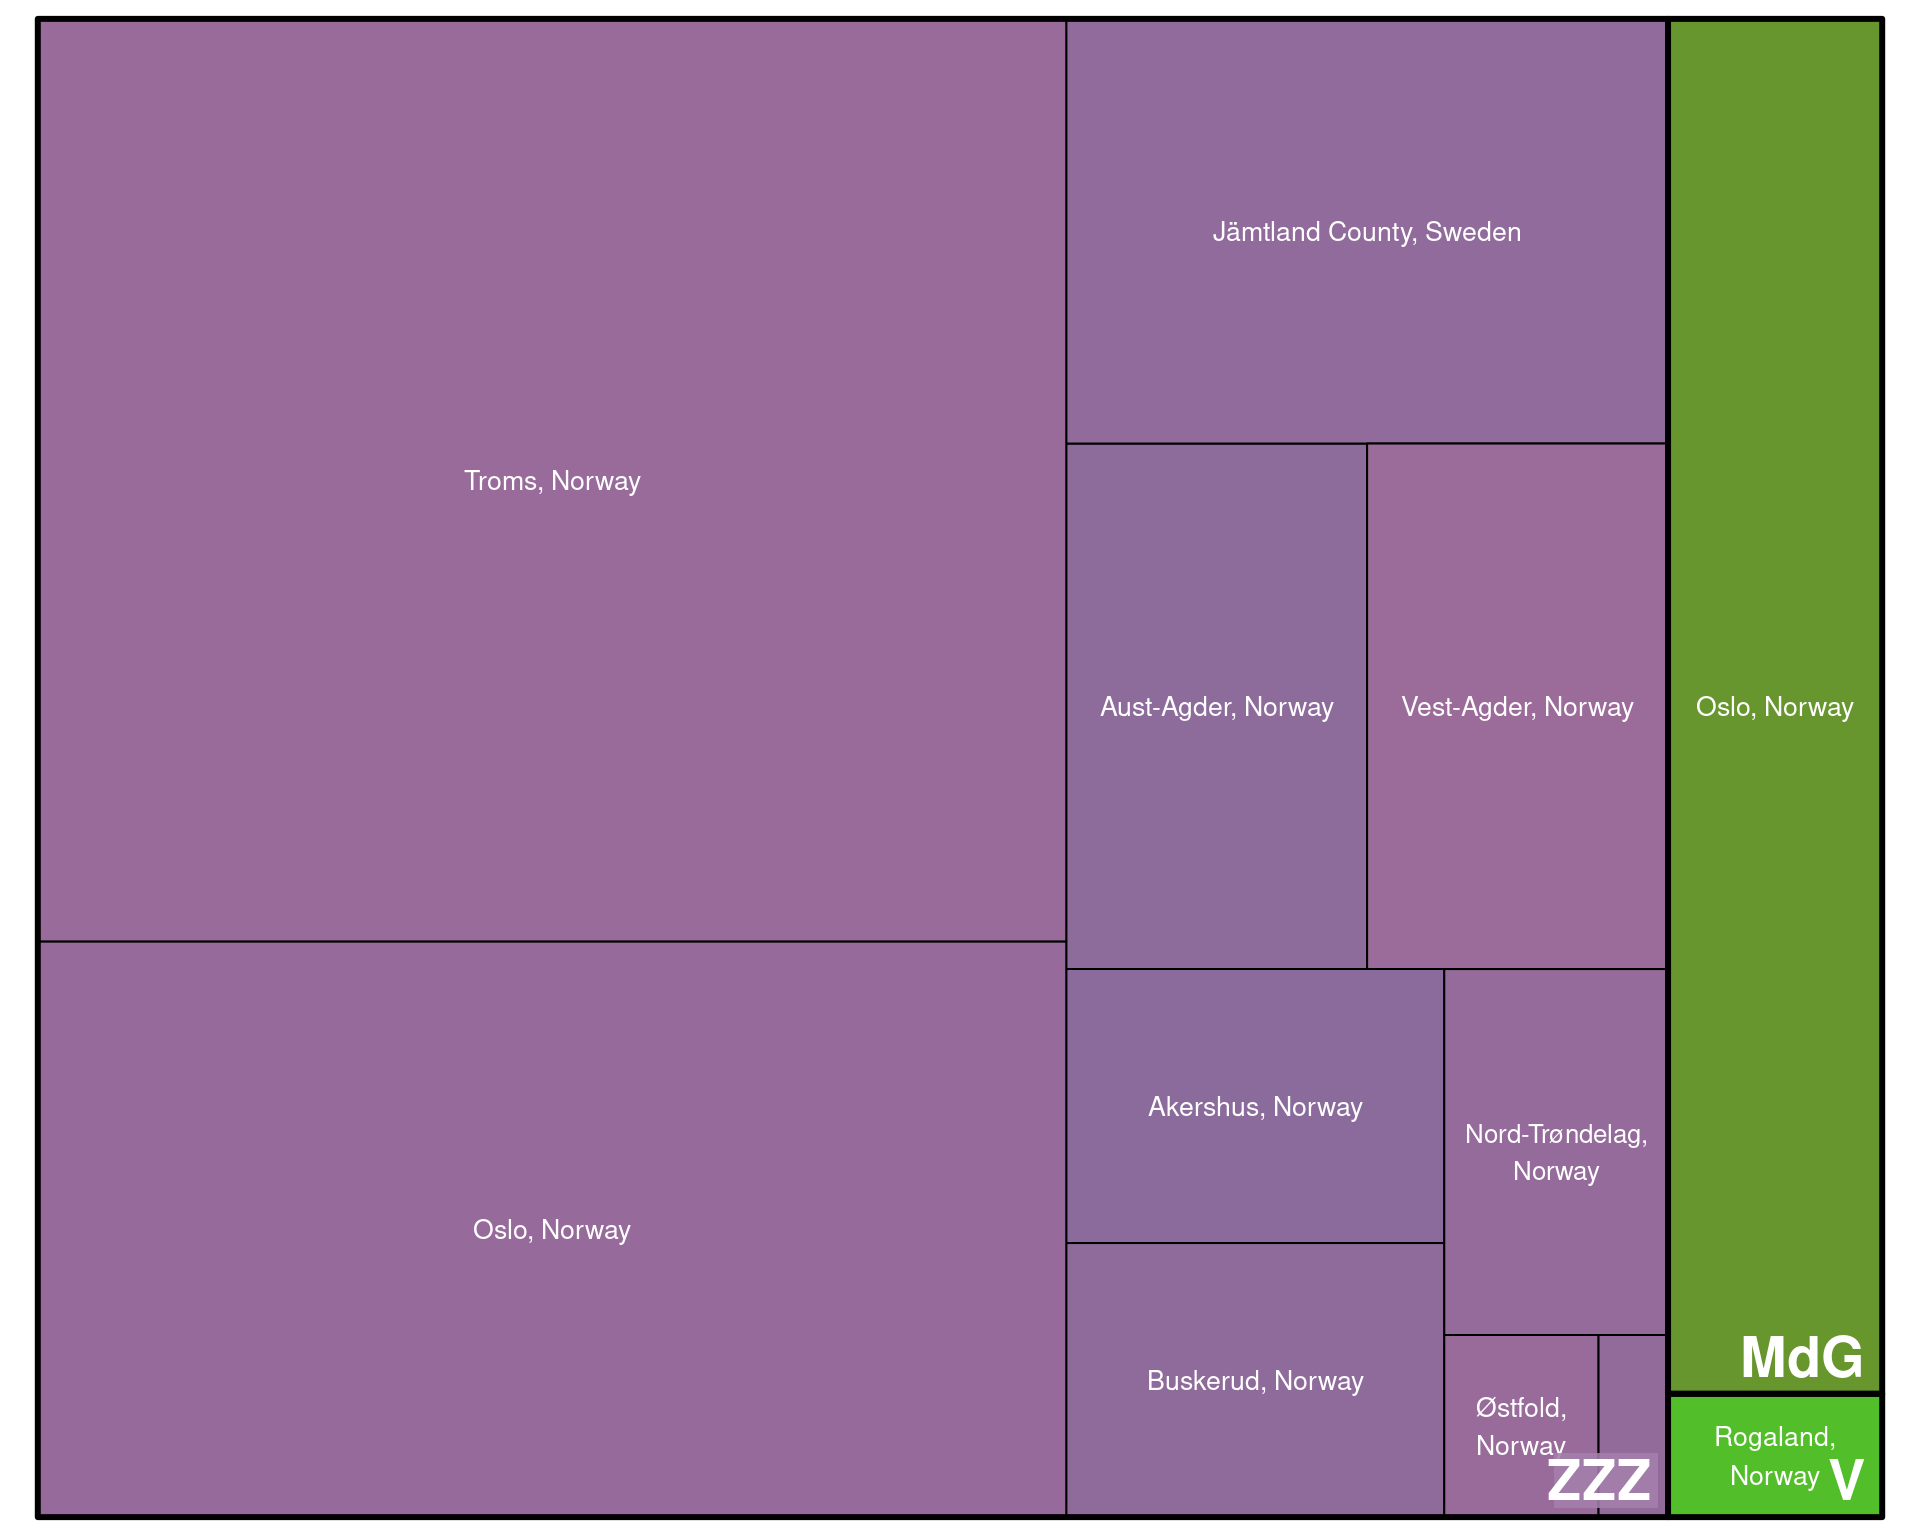 Troms, Norway
Oslo, Norway
Jämtland County, Sweden
Aust-Agder, Norway
Vest-Agder, Norway
Akershus, Norway
Buskerud, Norway
Nord-Trøndelag,
Norway
Østfold,
Norway
ZZZ
Oslo, Norway
MdG
Rogaland,
Norway
V